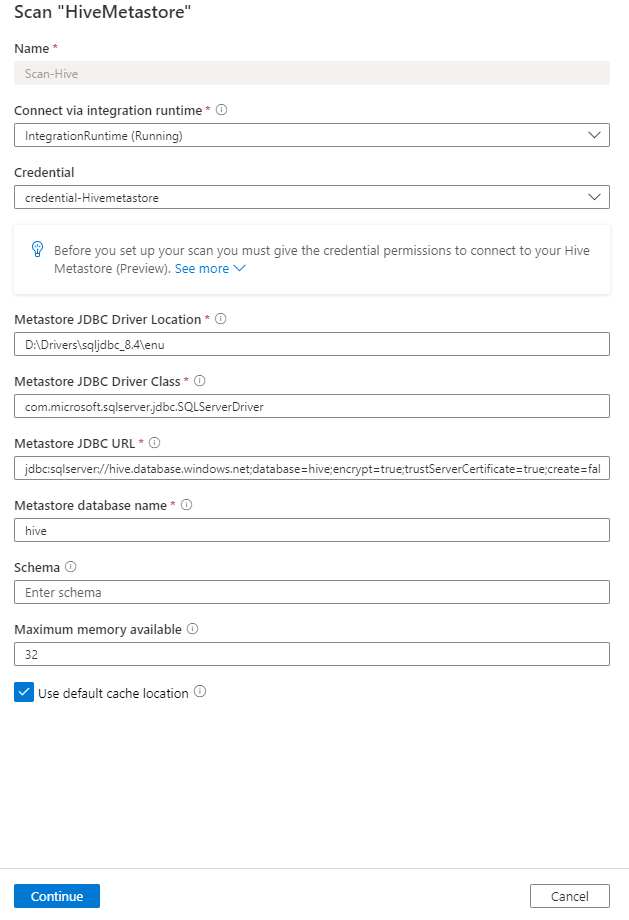 Scan "HiveMetastore"
Name *
Scan-Hive
Connect via integration runtime *
IntegrationRuntime (Running)
Credential
credential-Hivemetastore
Before you set up your scan you must give the credential permissions to connect to your Hive
Metastore (Preview). See more
Metastore JDBC Driver Location *
D:\Drivers\sqljdbc_8.4\enu
Metastore JDBC Driver Class *
com.microsoft.sqlserver.jdbc.SQLServerDriver
Metastore JDBC URL *
jdbc:sqlserver://hive.database.windows.net;database=hive;encrypt=true;trustServerCertificate=true;create=fal
Metastore database name *
hive
Schema
Enter schema
Maximum memory available
32
Use default cache location
Continue
Cancel